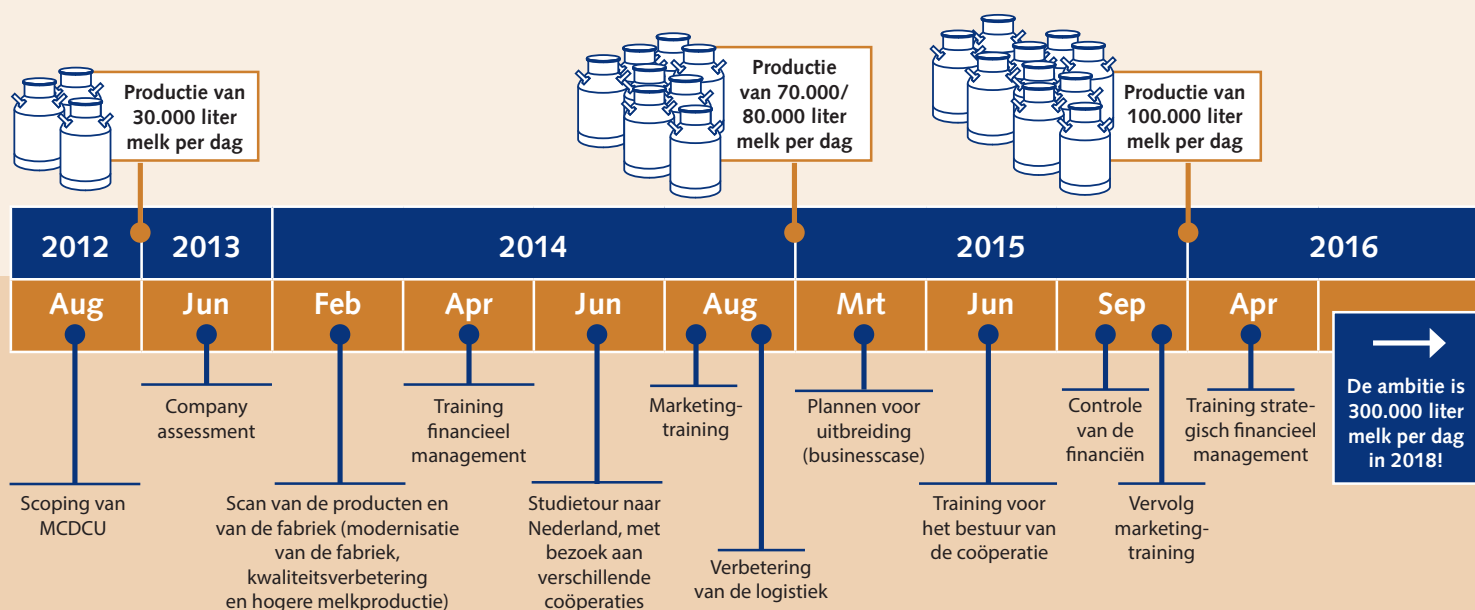 Productie van
30.000 liter
melk per dag
Productie
van 70.000/
80.000 liter
melk per dag
Productie van
100.000 liter
melk per dag
2012
2013
2014
2015
2016
Aug
Jun
Feb
Apr
Jun
Aug
Mrt
Jun
Sep
Apr
De ambitie is
300.000 liter
melk per dag
in 2018!
Scoping van
MCDCU
Company
assessment
Scan van de producten en
van de fabriek (modernisatie
van de fabriek,
kwaliteitsverbetering
en hogere melkproductie)
Training
financieel
management
Studietour naar
Nederland, met
bezoek aan
verschillende
coöperaties
Marketing-
training
Verbetering
van de logistiek
Plannen voor
uitbreiding
(businesscase)
Training voor
het bestuur van
de coöperatie
Controle
van de
financiën
Vervolg
marketing-
training
Training strate-
gisch financieel
management